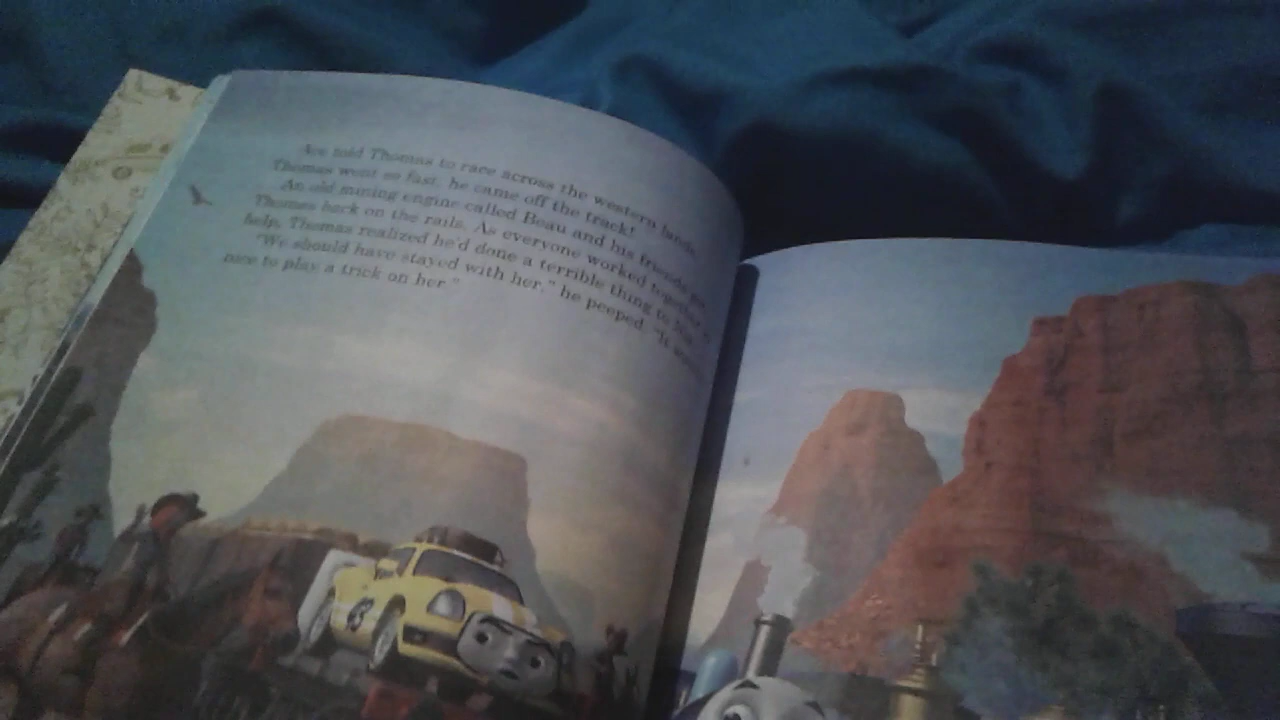 Ace told Thomas to race across the western lands.
Thomas went so fast, he came off the track!
An old mining engine called Beau and his friends
Thomas back on the rails. As everyone worked together
help, Thomas realized he'd done a terrible thing to
"We should have stayed with her," he peeped. "It
nice to play a trick on her."